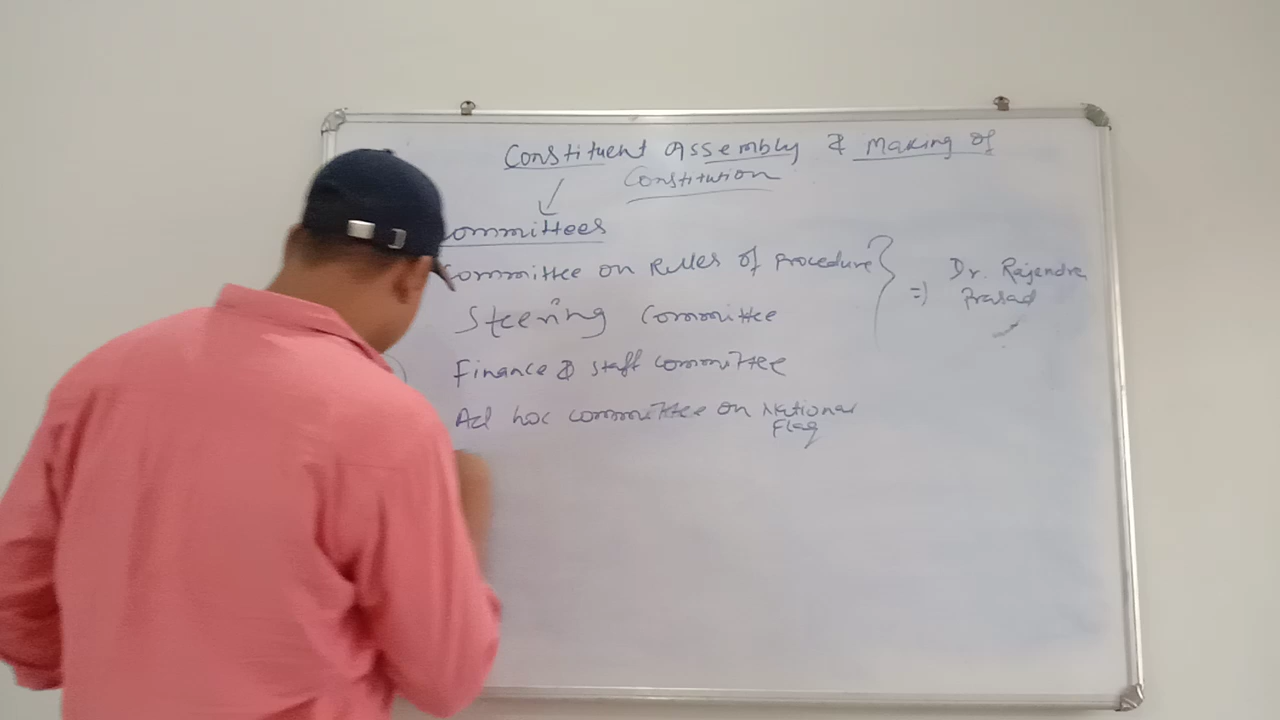 Constituent Assembly & Making of
Constitution
ommittees
ommittee on Rules of Procedure
Steering Committee
=) Dr. Rajendra
Prasad
Finance & Staff Committee
Ad hoc committee on National
Flag